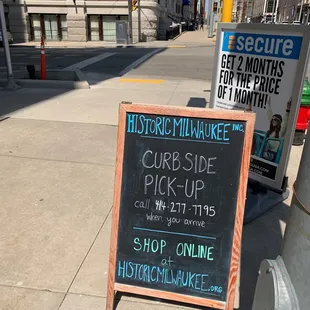 isecure
GET 2 MONTHS
FOR THE PRICE
OF 1 MONTH!
HISTORIC MILWAUKEE INC.
CURBSIDE
PICK-UP
call 414-277-7795
when you arrive
SHOP ONLINE
at
HISTORICMILWAUKEE.ORG